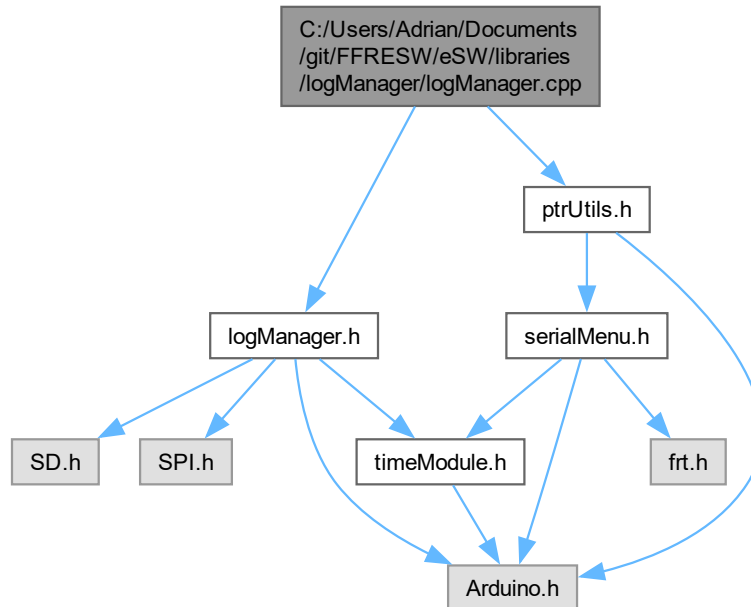 C:/Users/Adrian/Documents
/git/FFRESW/eSW/libraries
/logManager/logManager.cpp
ptrUtils.h
logManager.h
serialMenu.h
SD.h
SPI.h
timeModule.h
frt.h
Arduino.h